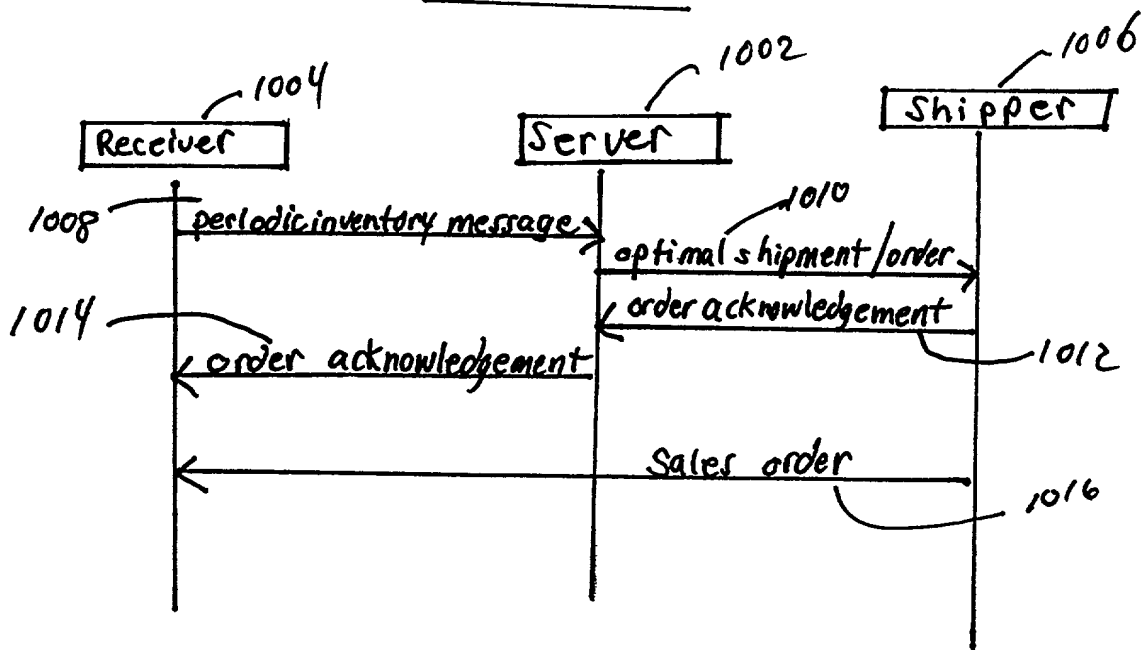 1004
1002
1006
Receiver
Server
Shipper
1008
periodic inventory message
1010
optimal shipment/order
order acknowledgement
1014
1012
order acknowledgement
Sales order
1016